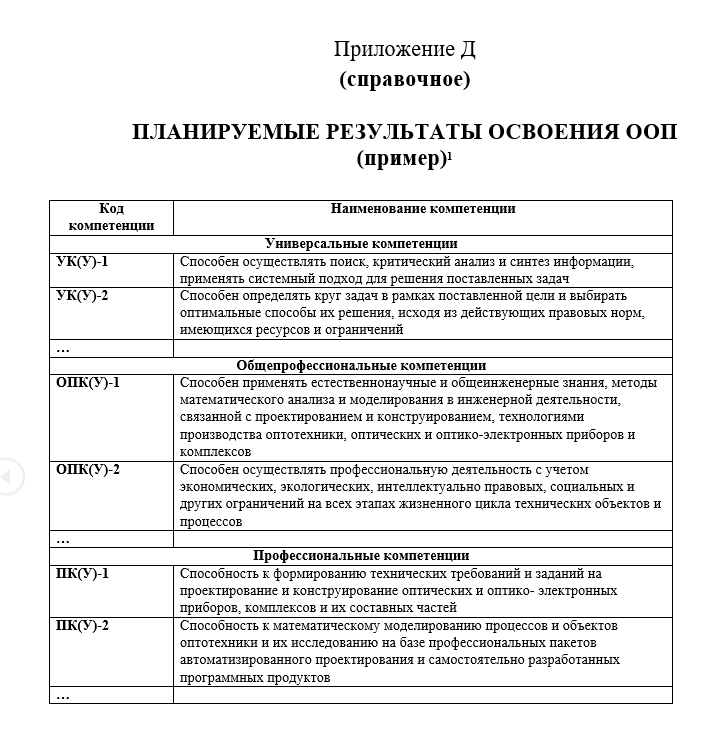 Приложение Д
(справочное)
ПЛАНИРУЕМЫЕ РЕЗУЛЬТАТЫ ОСВОЕНИЯ ООП
(пример)¹
Код
компетенции
Наименование компетенции
Универсальные компетенции
УК(У)-1
Способен осуществлять поиск, критический анализ и синтез информации,
применять системный подход для решения поставленных задач
УК(У)-2
Способен определять круг задач в рамках поставленной цели и выбирать
оптимальные способы их решения, исходя из действующих правовых норм,
имеющихся ресурсов и ограничений
…
Общепрофессиональные компетенции
ОПК(У)-1
Способен применять естественнонаучные и общеинженерные знания, методы
математического анализа и моделирования в инженерной деятельности,
связанной с проектированием и конструированием, технологиями
производства оптотехники, оптических и оптико-электронных приборов и
комплексов
ОПК(У)-2
Способен осуществлять профессиональную деятельность с учетом
экономических, экологических, интеллектуально правовых, социальных и
других ограничений на всех этапах жизненного цикла технических объектов и
процессов
…
Профессиональные компетенции
ПК(У)-1
Способность к формированию технических требований и заданий на
проектирование и конструирование оптических и оптико- электронных
приборов, комплексов и их составных частей
ПК(У)-2
Способность к математическому моделированию процессов и объектов
оптотехники и их исследованию на базе профессиональных пакетов
автоматизированного проектирования и самостоятельно разработанных
программных продуктов
…